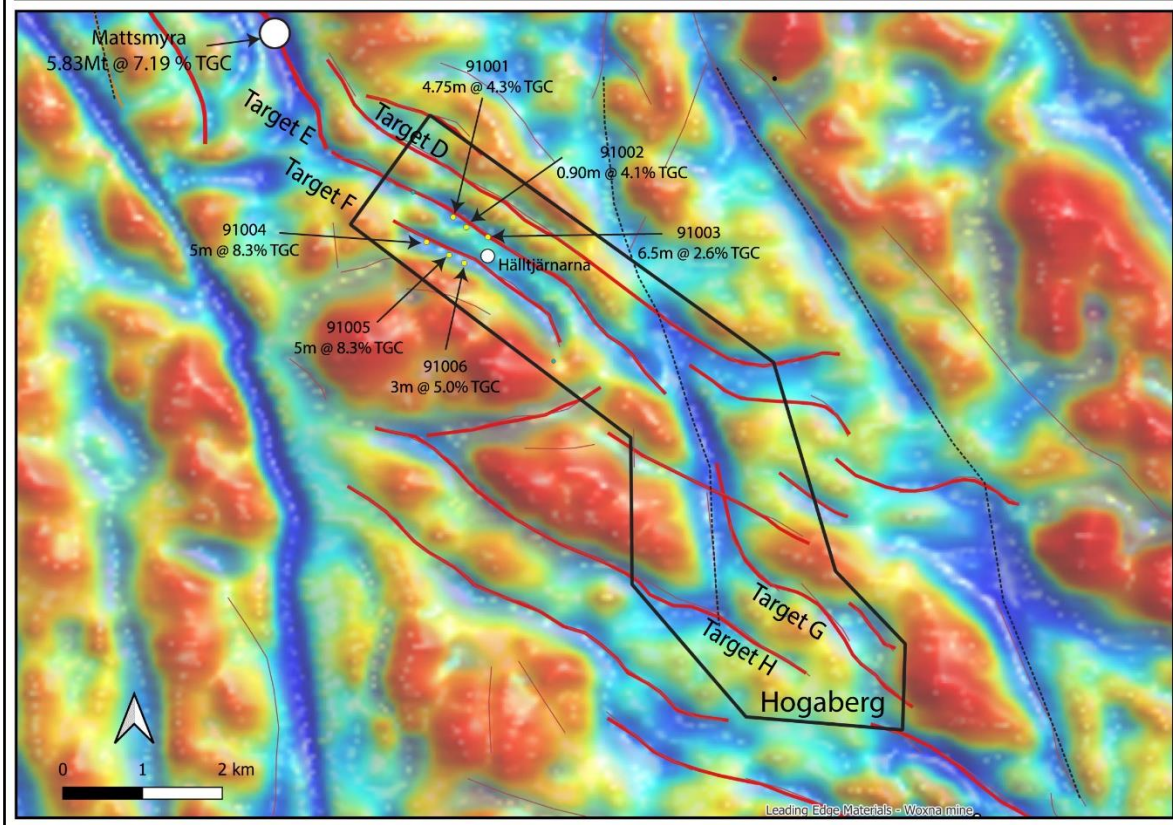 Mattsmyra
5.83Mt @ 7.19 % TGC
91001
4.75m @ 4.3% TGC
Target E
Target D
91002
0.90m @ 4.1% TGC
Target F
91004
5m @ 8.3% TGC
91003
6.5m @ 2.6% TGC
Hälltjärnarna
91005
5m @ 8.3% TGC
91006
3m @ 5.0% TGC
Target G
Target H
Hogaberg
0 1 2 km
Leading Edge Materials - Woxna mine